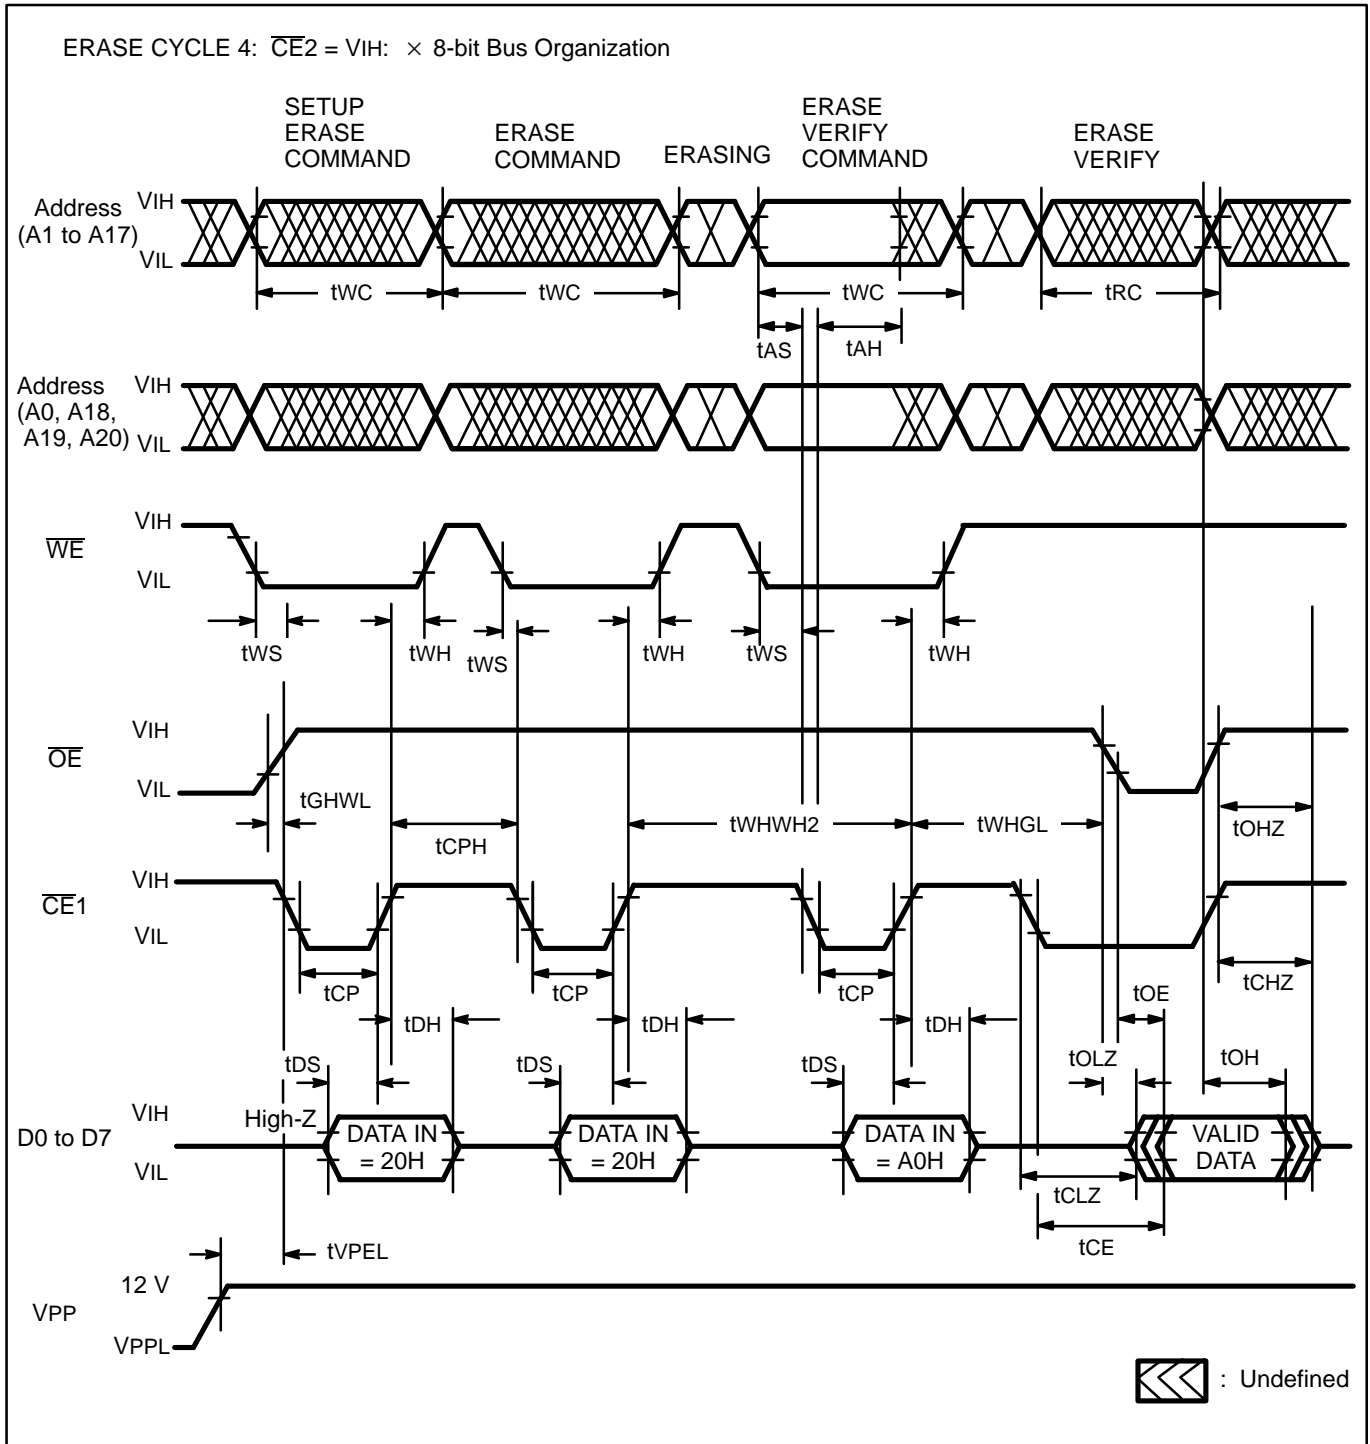 ERASE CYCLE 4: CE2 = VIH: × 8-bit Bus Organization
SETUP
ERASE
COMMAND
ERASE
COMMAND
ERASING
ERASE
VERIFY
COMMAND
ERASE
VERIFY
Address
(A1 to A17)
VIH
VIL
tWC
tWC
tWC
tRC
tAS
tAH
Address
(A0, A18,
A19, A20)
VIH
VIL
WE
VIH
VIL
tWS
tWH
tWS
tWH
tWS
tWH
OE
VIH
VIL
tGHWL
tCPH
tWHWH2
tWHGL
tOHZ
CE1
VIH
VIL
tCP
tCP
tCP
tCHZ
tDH
tDH
tDH
tOE
tDS
tDS
tDS
tOLZ
tOH
D0 to D7
VIH
VIL
High-Z
DATA IN
= 20H
DATA IN
= 20H
DATA IN
= A0H
VALID
DATA
tCLZ
tCE
tVPEL
VPP
12 V
VPPL
: Undefined